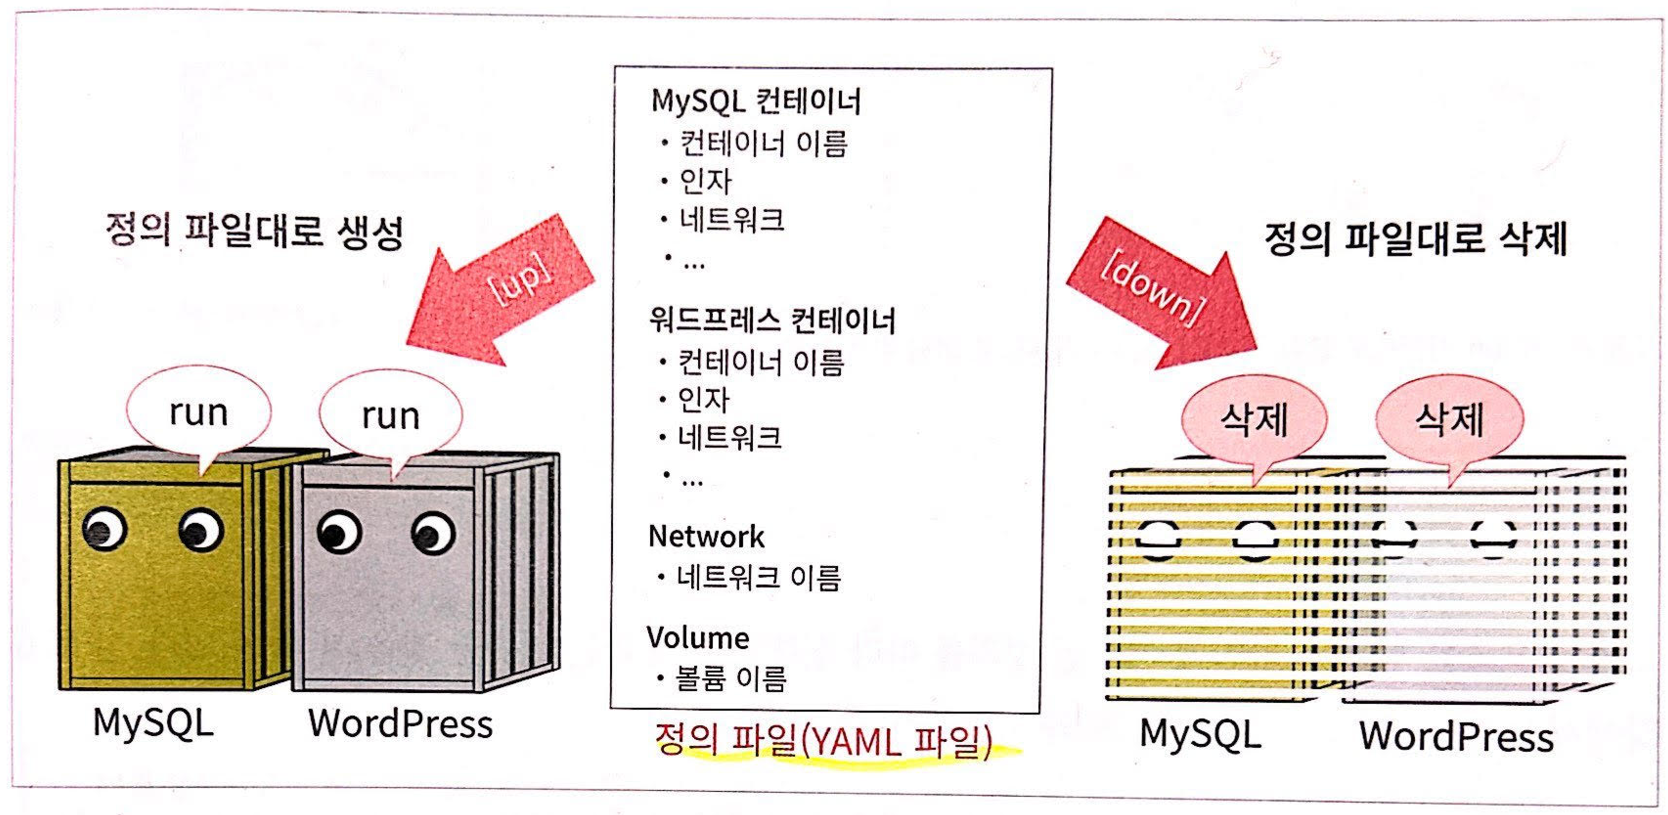 MySQL 컨테이너
・컨테이너 이름
・인자
・네트워크
・...
워드프레스 컨테이너
・컨테이너 이름
・인자
・네트워크
・...
Network
・네트워크 이름
Volume
・볼륨 이름
정의 파일(YAML 파일)
정의 파일대로 생성
[up]
run
run
MySQL
WordPress
정의 파일대로 삭제
[down]
삭제
삭제
MySQL
WordPress